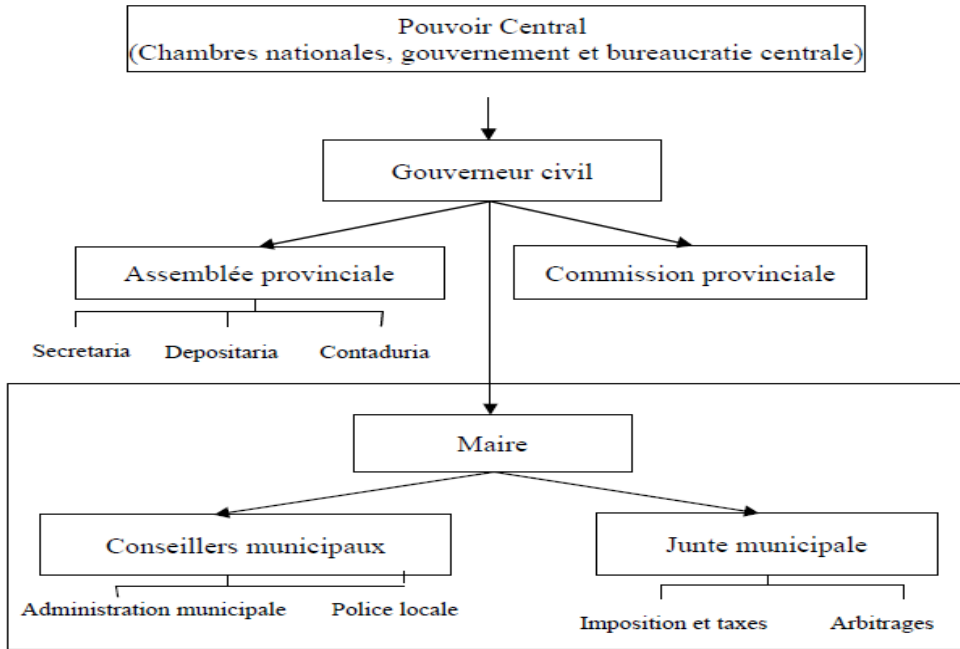 Pouvoir Central
(Chambres nationales, gouvernement et bureaucratie centrale)
Gouverneur civil
Assemblée provinciale
Commission provinciale
Secretaria
Depositaria
Contaduria
Maire
Conseillers municipaux
Junte municipale
Administration municipale
Police locale
Imposition et taxes
Arbitrages